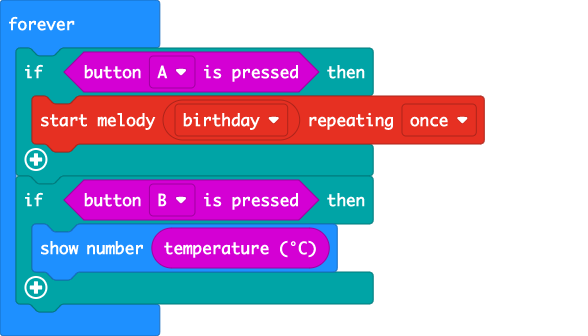 forever
if button A is pressed then
start melody birthday repeating once
if button B is pressed then
show number temperature (°C)